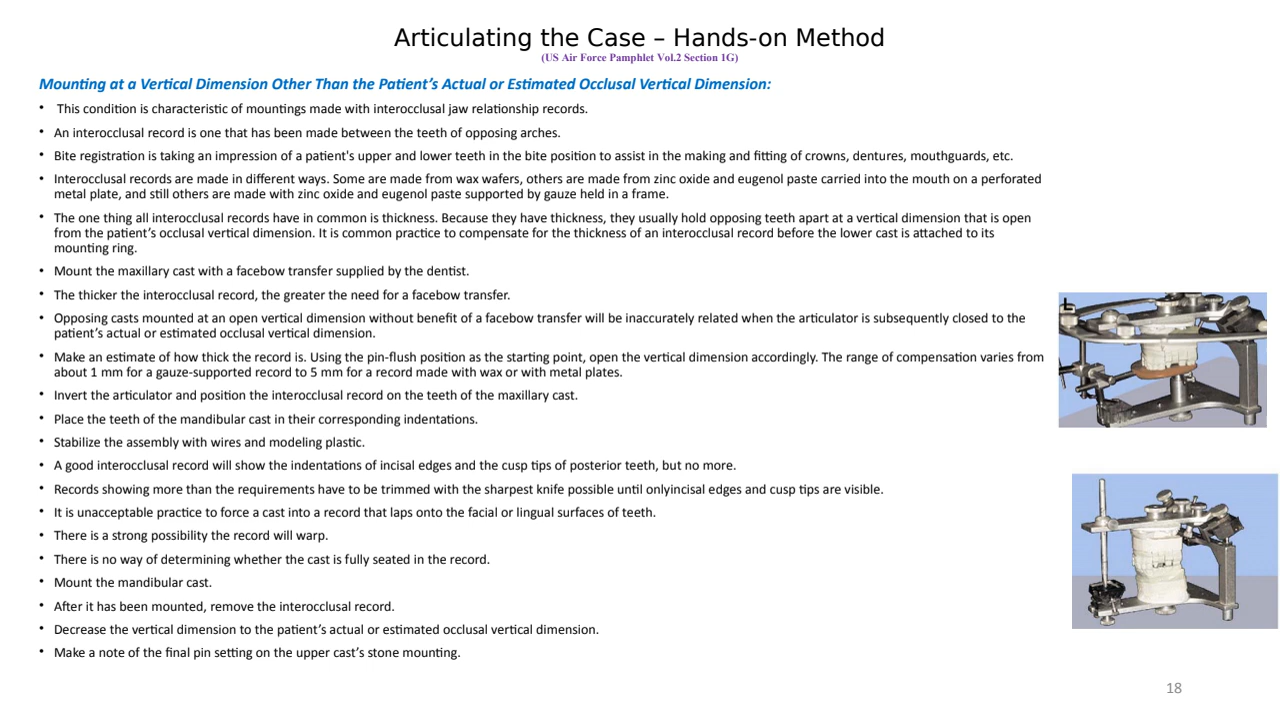 Articulating the Case – Hands-on Method
(US Air Force Pamphlet Vol.2 Section 1G)
Mounting at a Vertical Dimension Other Than the Patient’s Actual or Estimated Occlusal Vertical Dimension:
• This condition is characteristic of mountings made with interocclusal jaw relationship records.
• An interocclusal record is one that has been made between the teeth of opposing arches.
• Bite registration is taking an impression of a patient's upper and lower teeth in the bite position to assist in the making and fitting of crowns, dentures, mouthguards, etc.
• Interocclusal records are made in different ways. Some are made from wax wafers, others are made from zinc oxide and eugenol paste carried into the mouth on a perforated
metal plate, and still others are made with zinc oxide and eugenol paste supported by gauze held in a frame.
• The one thing all interocclusal records have in common is thickness. Because they have thickness, they usually hold opposing teeth apart at a vertical dimension that is open
from the patient’s occlusal vertical dimension. It is common practice to compensate for the thickness of an interocclusal record before the lower cast is attached to its
mounting ring.
• Mount the maxillary cast with a facebow transfer supplied by the dentist.
• The thicker the interocclusal record, the greater the need for a facebow transfer.
• Opposing casts mounted at an open vertical dimension without benefit of a facebow transfer will be inaccurately related when the articulator is subsequently closed to the
patient’s actual or estimated occlusal vertical dimension.
• Make an estimate of how thick the record is. Using the pin-flush position as the starting point, open the vertical dimension accordingly. The range of compensation varies from
about 1 mm for a gauze-supported record to 5 mm for a record made with wax or with metal plates.
• Invert the articulator and position the interocclusal record on the teeth of the maxillary cast.
• Place the teeth of the mandibular cast in their corresponding indentations.
• Stabilize the assembly with wires and modeling plastic.
• A good interocclusal record will show the indentations of incisal edges and the cusp tips of posterior teeth, but no more.
• Records showing more than the requirements have to be trimmed with the sharpest knife possible until onlyincisal edges and cusp tips are visible.
• It is unacceptable practice to force a cast into a record that laps onto the facial or lingual surfaces of teeth.
• There is a strong possibility the record will warp.
• There is no way of determining whether the cast is fully seated in the record.
• Mount the mandibular cast.
• After it has been mounted, remove the interocclusal record.
• Decrease the vertical dimension to the patient’s actual or estimated occlusal vertical dimension.
• Make a note of the final pin setting on the upper cast’s stone mounting.
18